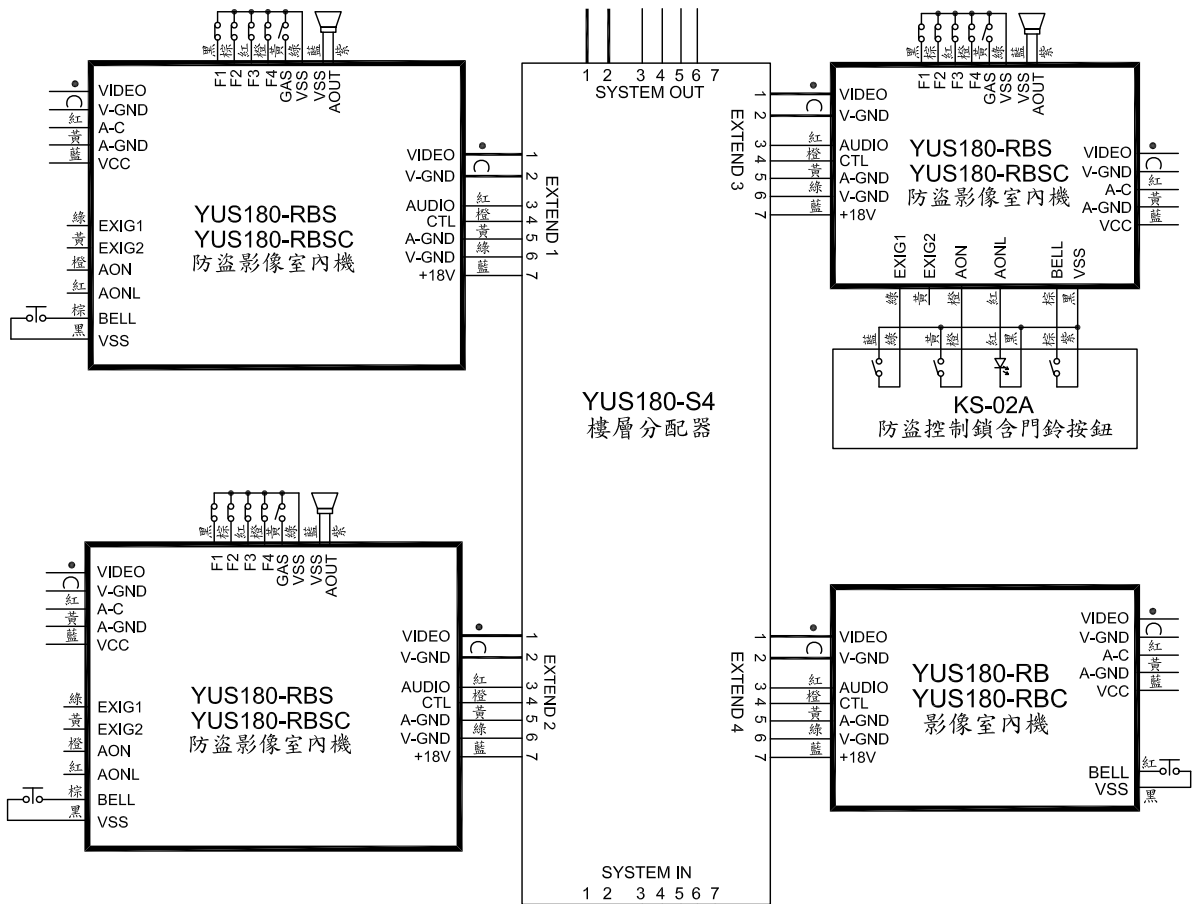 黑 棕 紅 橙 黃 綠 藍 紫
F1 F2 F3 F4 GAS VSS VSS AOUT
VIDEO
V-GND
紅 A-C
黃 A-GND
藍 VCC
綠 EXIG1
黃 EXIG2
橙 AON
紅 AONL
棕 BELL
黑 VSS
YUS180-RBS
YUS180-RBSC
防盜影像室內機
VIDEO 1
V-GND 2
AUDIO 紅 3
CTL 橙 4
A-GND 黃 5
V-GND 綠 6
+18V 藍 7
EXTEND 1
黑 棕 紅 橙 黃 綠 藍 紫
F1 F2 F3 F4 GAS VSS VSS AOUT
VIDEO
V-GND
紅 A-C
黃 A-GND
藍 VCC
綠 EXIG1
黃 EXIG2
橙 AON
紅 AONL
棕 BELL
黑 VSS
YUS180-RBS
YUS180-RBSC
防盜影像室內機
VIDEO 1
V-GND 2
AUDIO 紅 3
CTL 橙 4
A-GND 黃 5
V-GND 綠 6
+18V 藍 7
EXTEND 2
1 2 3 4 5 6 7
SYSTEM OUT
YUS180-S4
樓層分配器
SYSTEM IN
1 2 3 4 5 6 7
EXTEND 3
1 VIDEO
2 V-GND
3 紅 AUDIO
4 橙 CTL
5 黃 A-GND
6 綠 V-GND
7 藍 +18V
黑 棕 紅 橙 黃 綠 藍 紫
F1 F2 F3 F4 GAS VSS VSS AOUT
YUS180-RBS
YUS180-RBSC
防盜影像室內機
VIDEO
V-GND
A-C 紅
A-GND 黃
VCC 藍
EXIG1 EXIG2 AON AONL BELL VSS
綠 黃 橙 紅 棕 黑
藍 綠 黃 橙 紅 黑 棕 紫
KS-02A
防盜控制鎖含門鈴按鈕
EXTEND 4
1 VIDEO
2 V-GND
3 紅 AUDIO
4 橙 CTL
5 黃 A-GND
6 綠 V-GND
7 藍 +18V
YUS180-RB
YUS180-RBC
影像室內機
VIDEO
V-GND
A-C 紅
A-GND 黃
VCC 藍
BELL 紅
VSS 黑